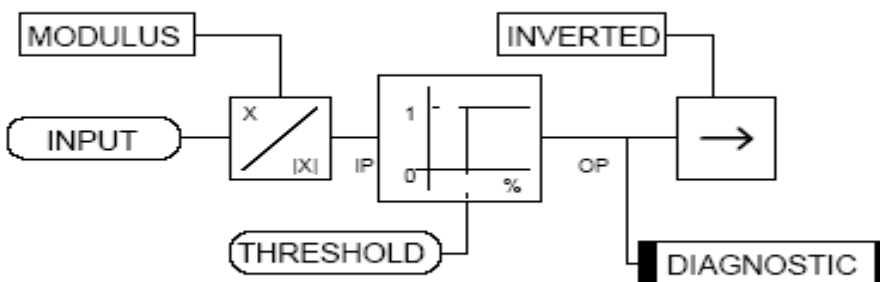 MODULUS
INVERTED
INPUT
X
|X|
IP
1
0
%
OP
THRESHOLD
DIAGNOSTIC